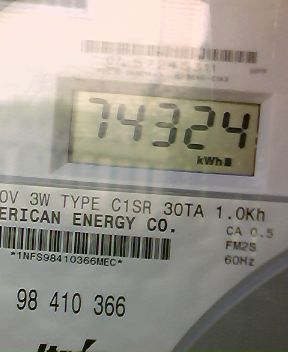 74324
kWh
0V 3W TYPE C1SR 30TA 1.0Kh
ERICAN ENERGY CO.
CA 0.5
FM2S
*1NFS98410366MEC*
60Hz
98 410 366